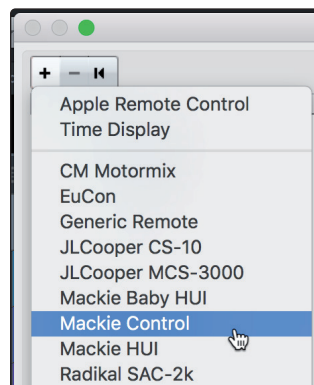 Apple Remote Control
Time Display
CM Motormix
EuCon
Generic Remote
JLCooper CS-10
JLCooper MCS-3000
Mackie Baby HUI
Mackie Control
Mackie HUI
Radikal SAC-2k